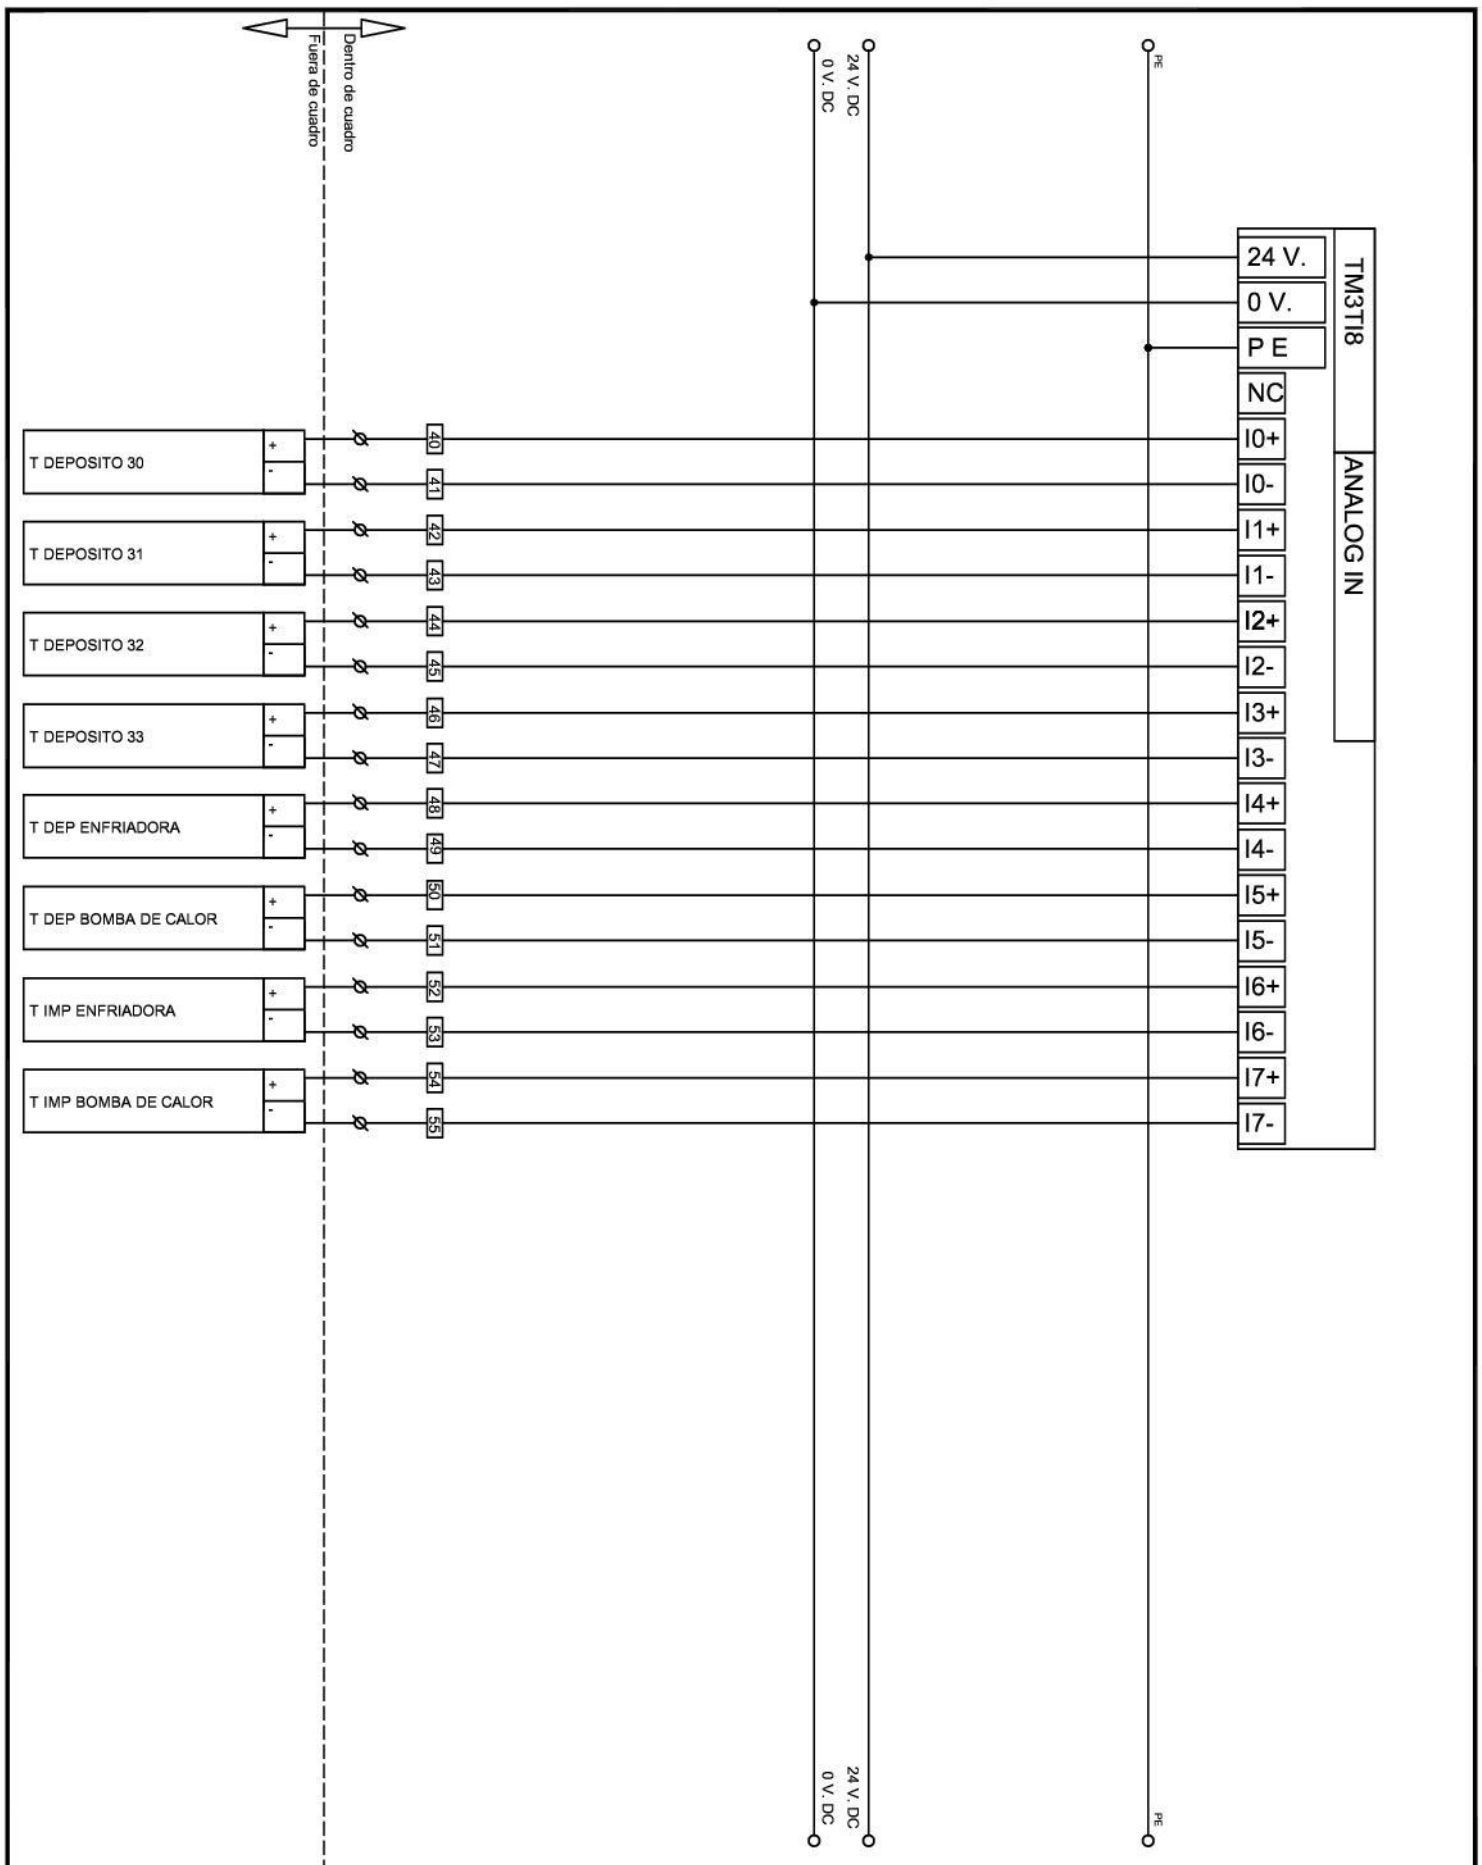 Dentro de cuadro
Fuera de cuadro
24 V. DC
0 V. DC
PE
TM3TI8
ANALOG IN
24 V.
0 V.
P E
NC
T DEPOSITO 30
+
-
40
41
I0+
I0-
T DEPOSITO 31
+
-
42
43
I1+
I1-
T DEPOSITO 32
+
-
44
45
I2+
I2-
T DEPOSITO 33
+
-
46
47
I3+
I3-
T DEP ENFRIADORA
+
-
48
49
I4+
I4-
T DEP BOMBA DE CALOR
+
-
50
51
I5+
I5-
T IMP ENFRIADORA
+
-
52
53
I6+
I6-
T IMP BOMBA DE CALOR
+
-
54
55
I7+
I7-
24 V. DC
0 V. DC
PE